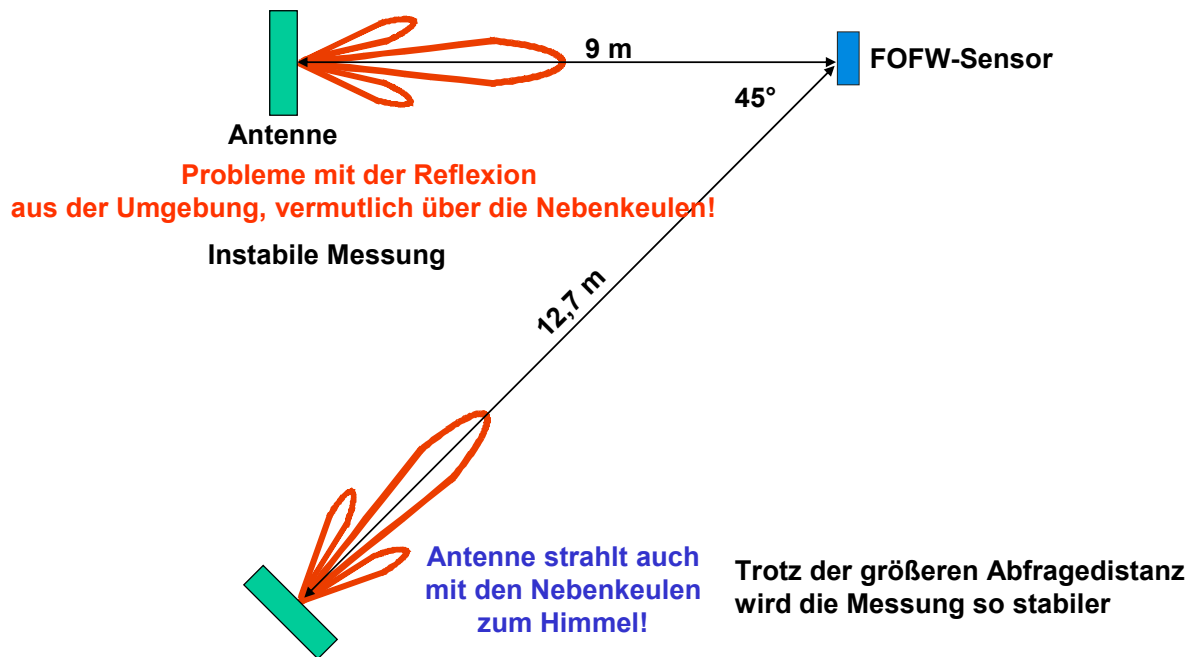 9 m
FOFW-Sensor
45°
Antenne
Probleme mit der Reflexion
aus der Umgebung, vermutlich über die Nebenkeulen!
Instabile Messung
12,7 m
Antenne strahlt auch
mit den Nebenkeulen
zum Himmel!
Trotz der größeren Abfragedistanz
wird die Messung so stabiler